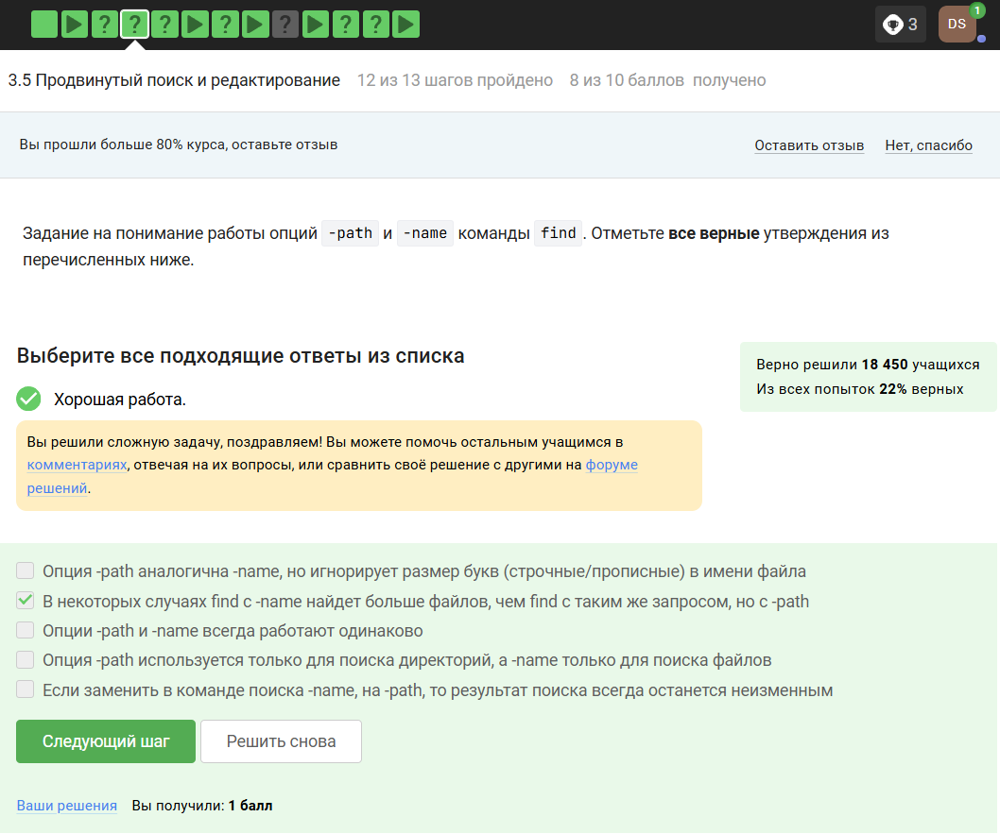 ? ? ? ? ? ? ?
3 DS 1
3.5 Продвинутый поиск и редактирование 12 из 13 шагов пройдено 8 из 10 баллов получено
Вы прошли больше 80% курса, оставьте отзыв Оставить отзыв Нет, спасибо
Задание на понимание работы опций -path и -name команды find. Отметьте все верные утверждения из
перечисленных ниже.
Выберите все подходящие ответы из списка
Хорошая работа.
Верно решили 18 450 учащихся
Из всех попыток 22% верных
Вы решили сложную задачу, поздравляем! Вы можете помочь остальным учащимся в
комментариях, отвечая на их вопросы, или сравнить своё решение с другими на форуме
решений.
Опция -path аналогична -name, но игнорирует размер букв (строчные/прописные) в имени файла
В некоторых случаях find с -name найдет больше файлов, чем find с таким же запросом, но с -path
Опции -path и -name всегда работают одинаково
Опция -path используется только для поиска директорий, а -name только для поиска файлов
Если заменить в команде поиска -name, на -path, то результат поиска всегда останется неизменным
Следующий шаг Решить снова
Ваши решения Вы получили: 1 балл